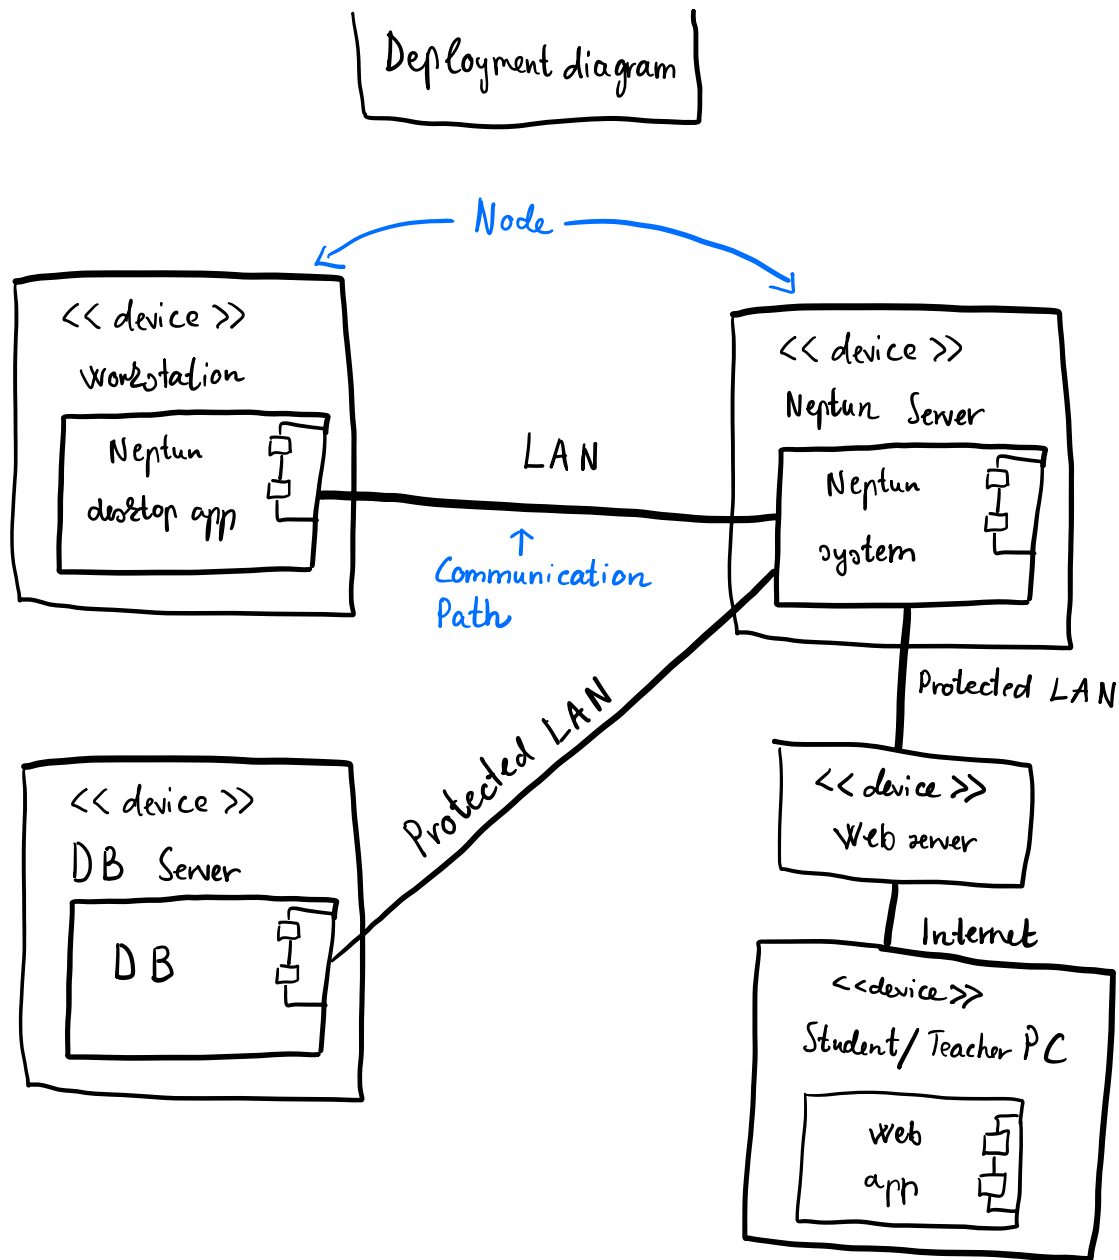 Deployment diagram
Node
<< device >>
Workstation
Neptun
desktop app
LAN
Communication
Path
<< device >>
Neptun Server
Neptun
system
Protected LAN
Protected LAN
<< device >>
DB Server
DB
<< device >>
Web server
Internet
<<device>>
Student/Teacher PC
Web
app